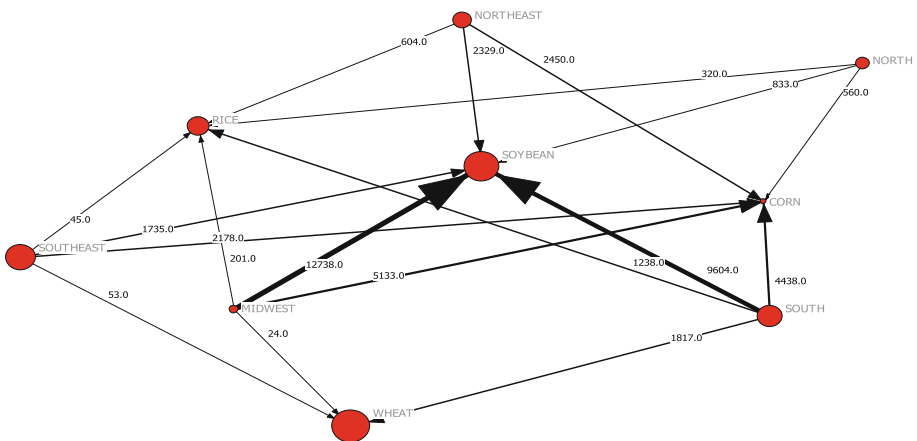 NORTHEAST
604.0
2329.0
2450.0
NORTH
320.0
833.0
560.0
RICE
SOYBEAN
CORN
45.0
1735.0
2178.0
SOUTHEAST
201.0
12738.0
5133.0
1238.0
9604.0
4438.0
53.0
MIDWEST
SOUTH
24.0
1817.0
WHEAT